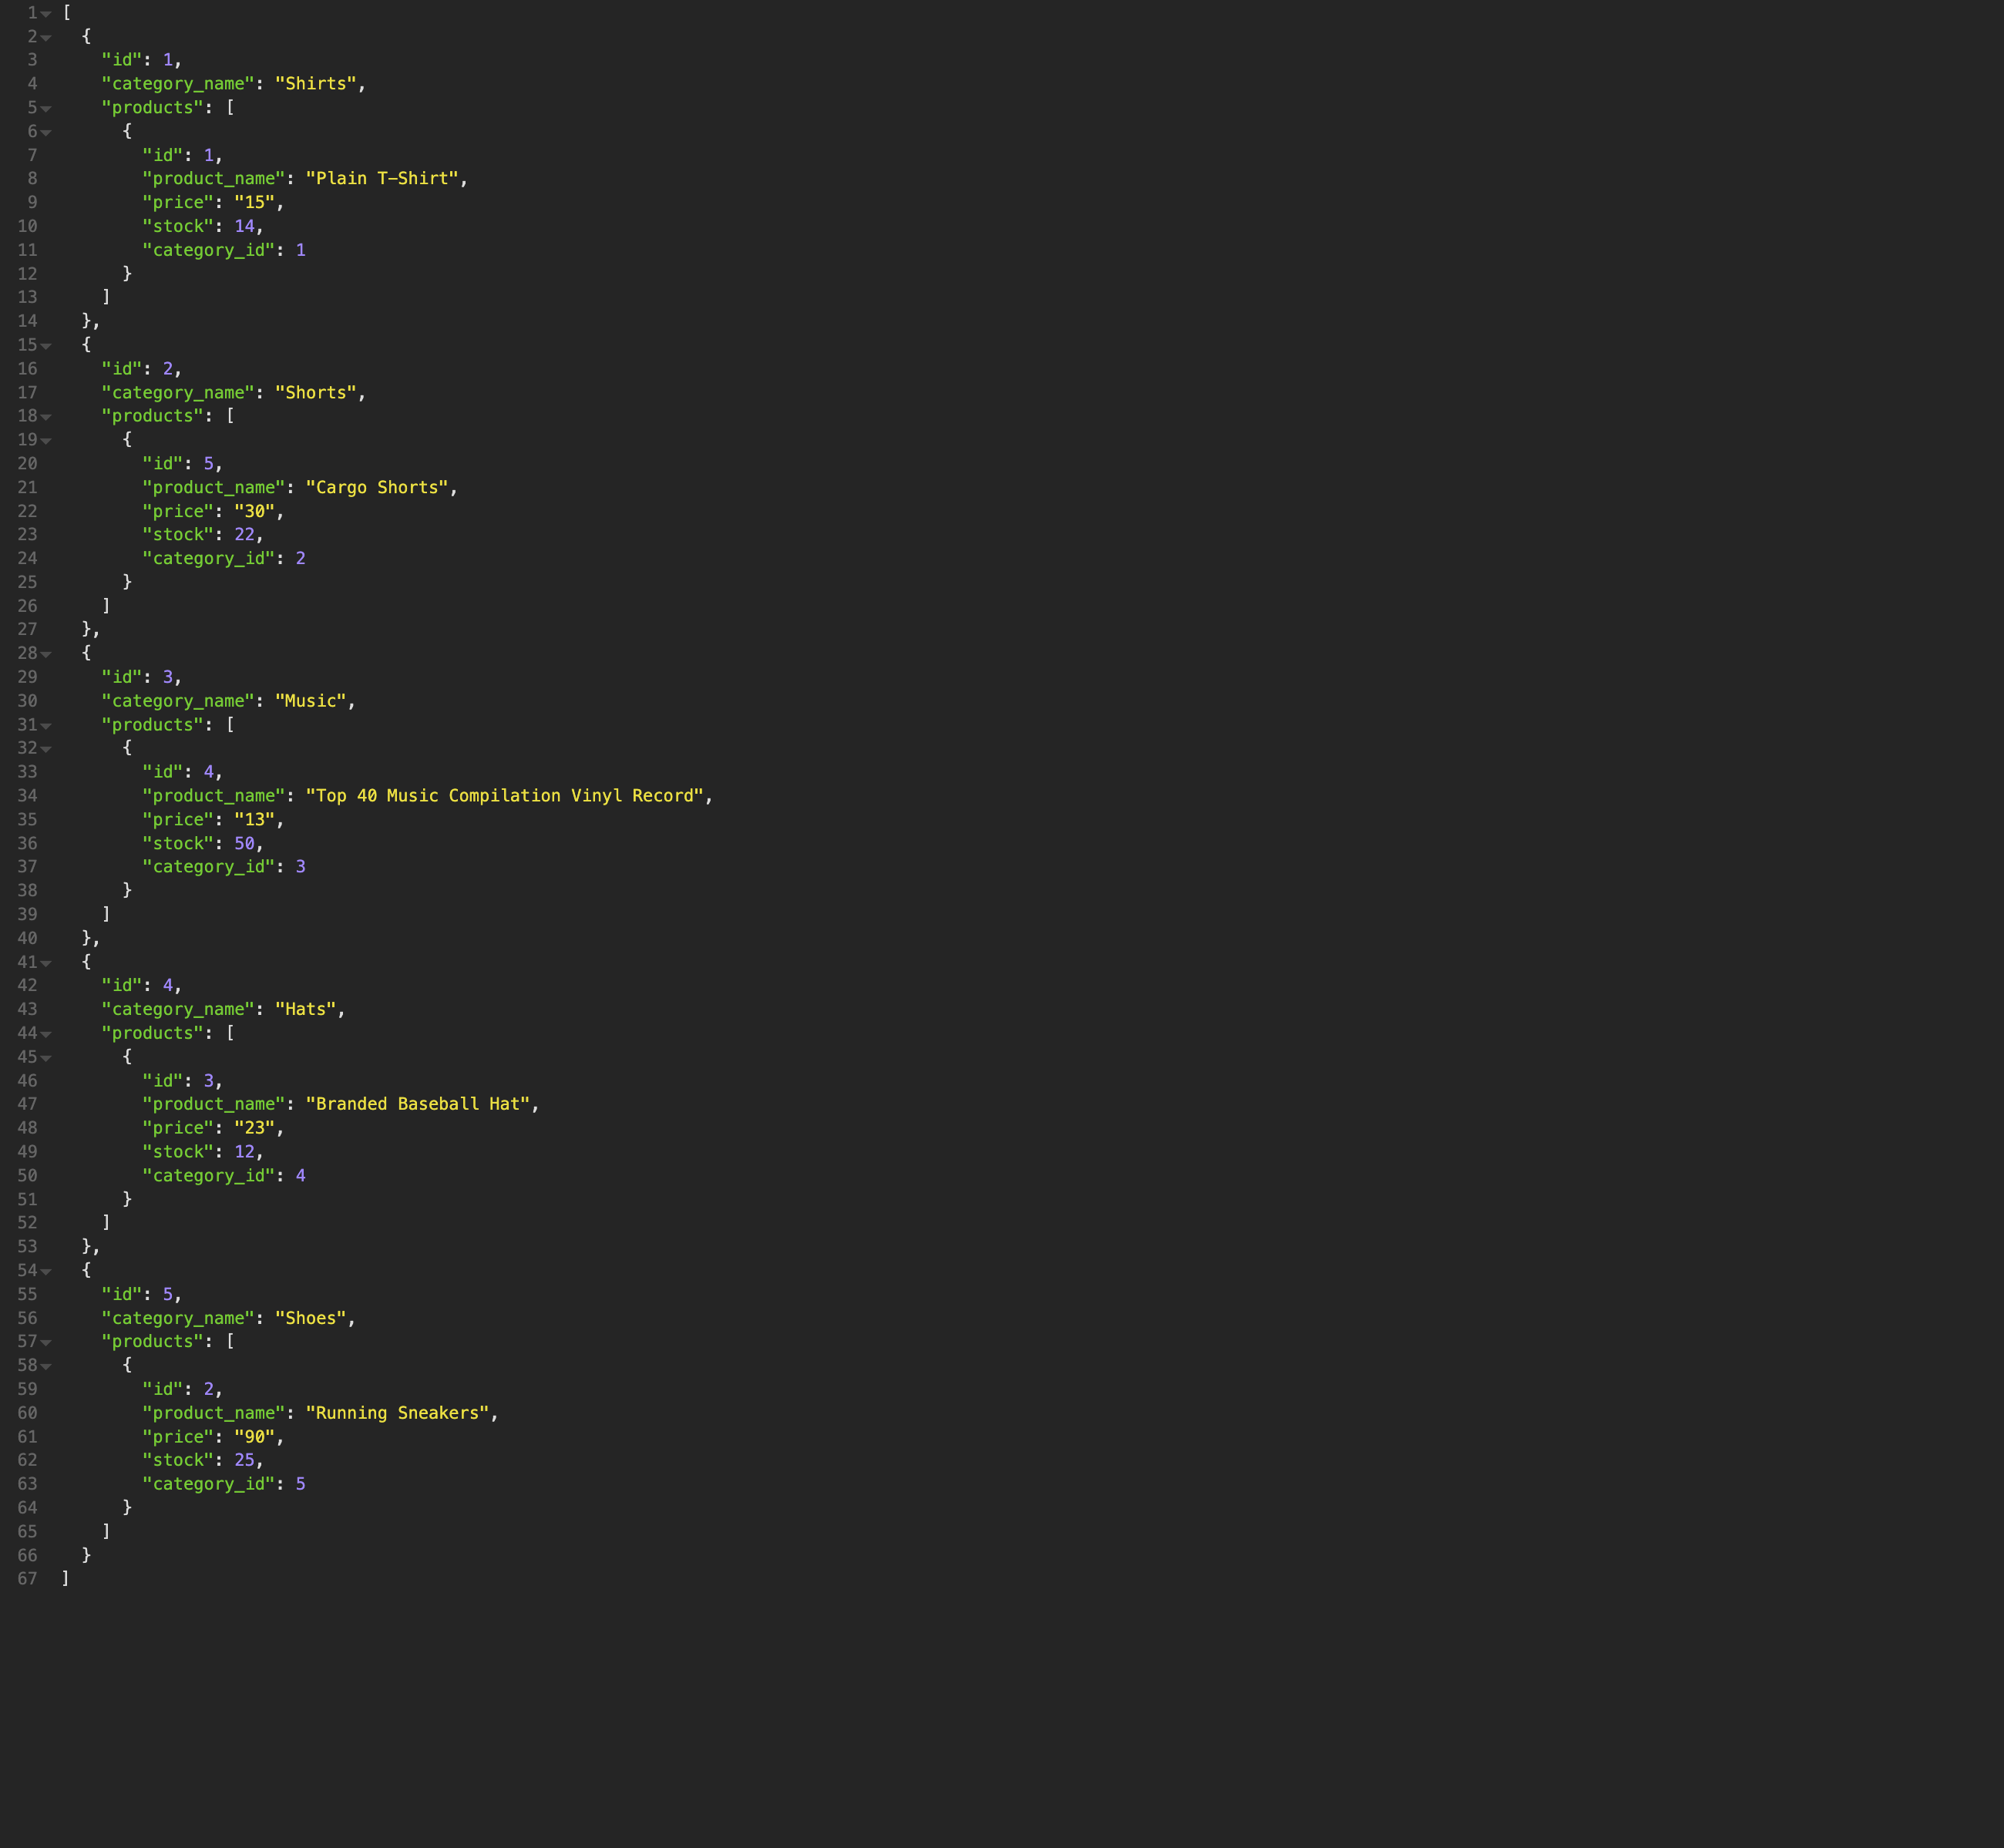 1 [
2 {
3 "id": 1,
4 "category_name": "Shirts",
5 "products": [
6 {
7 "id": 1,
8 "product_name": "Plain T-Shirt",
9 "price": "15",
10 "stock": 14,
11 "category_id": 1
12 }
13 ]
14 },
15 {
16 "id": 2,
17 "category_name": "Shorts",
18 "products": [
19 {
20 "id": 5,
21 "product_name": "Cargo Shorts",
22 "price": "30",
23 "stock": 22,
24 "category_id": 2
25 }
26 ]
27 },
28 {
29 "id": 3,
30 "category_name": "Music",
31 "products": [
32 {
33 "id": 4,
34 "product_name": "Top 40 Music Compilation Vinyl Record",
35 "price": "13",
36 "stock": 50,
37 "category_id": 3
38 }
39 ]
40 },
41 {
42 "id": 4,
43 "category_name": "Hats",
44 "products": [
45 {
46 "id": 3,
47 "product_name": "Branded Baseball Hat",
48 "price": "23",
49 "stock": 12,
50 "category_id": 4
51 }
52 ]
53 },
54 {
55 "id": 5,
56 "category_name": "Shoes",
57 "products": [
58 {
59 "id": 2,
60 "product_name": "Running Sneakers",
61 "price": "90",
62 "stock": 25,
63 "category_id": 5
64 }
65 ]
66 }
67 ]